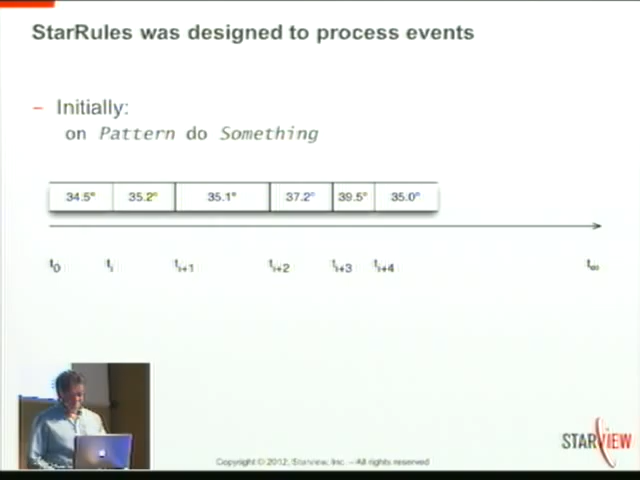 StarRules was designed to process events
– Initially:
on Pattern do Something
34.5° 35.2° 35.1° 37.2° 39.5° 35.0°
t0 ti ti+1 ti+2 ti+3 ti+4 t∞
STARVIEW
Copyright © 2012, Starview, Inc. – All rights reserved